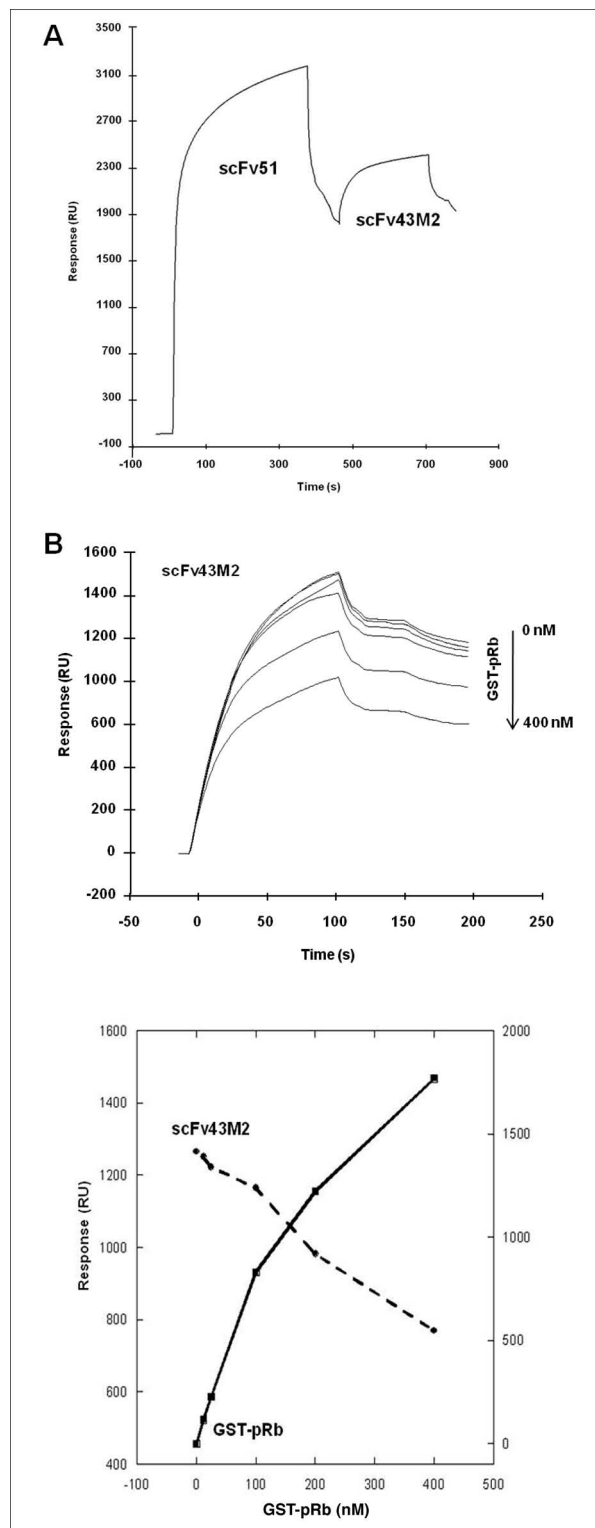 A
3500
3100
2700
2300
1900
1500
1100
700
300
-100
Response (RU)
scFv51
scFv43M2
-100 100 300 500 700 900
Time (s)
B
scFv43M2
1600
1400
1200
1000
800
600
400
200
0
-200
Response (RU)
0 nM
GST-pRb
400 nM
-50 0 50 100 150 200 250
Time (s)
1600
1400
1200
1000
800
600
400
Response (RU)
scFv43M2
GST-pRb
2000
1500
1000
500
0
-100 0 100 200 300 400 500
GST-pRb (nM)